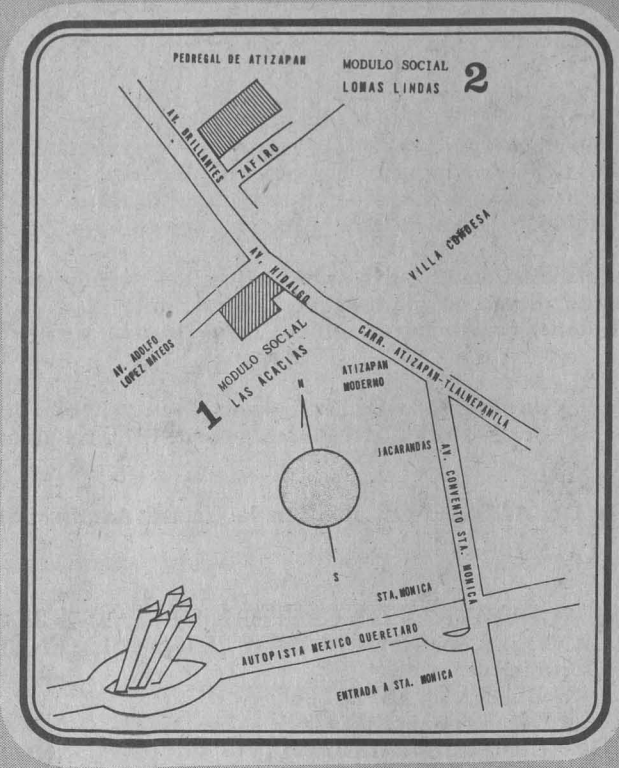 PEDREGAL DE ATIZAPAN
MODULO SOCIAL
LOMAS LINDAS
2
AV. BRILLANTES
ZAFIRO
VILLA CONDESA
AV. HIDALGO
AV. ADOLFO
LOPEZ MATEOS
1
MODULO SOCIAL
LAS ACACIAS
CARR. ATIZAPAN-TLALNEPANTLA
ATIZAPAN
MODERNO
N
JACARANDAS
AV. CONVENTO STA. MONICA
S
STA. MONICA
AUTOPISTA MEXICO QUERETARO
ENTRADA A STA. MONICA